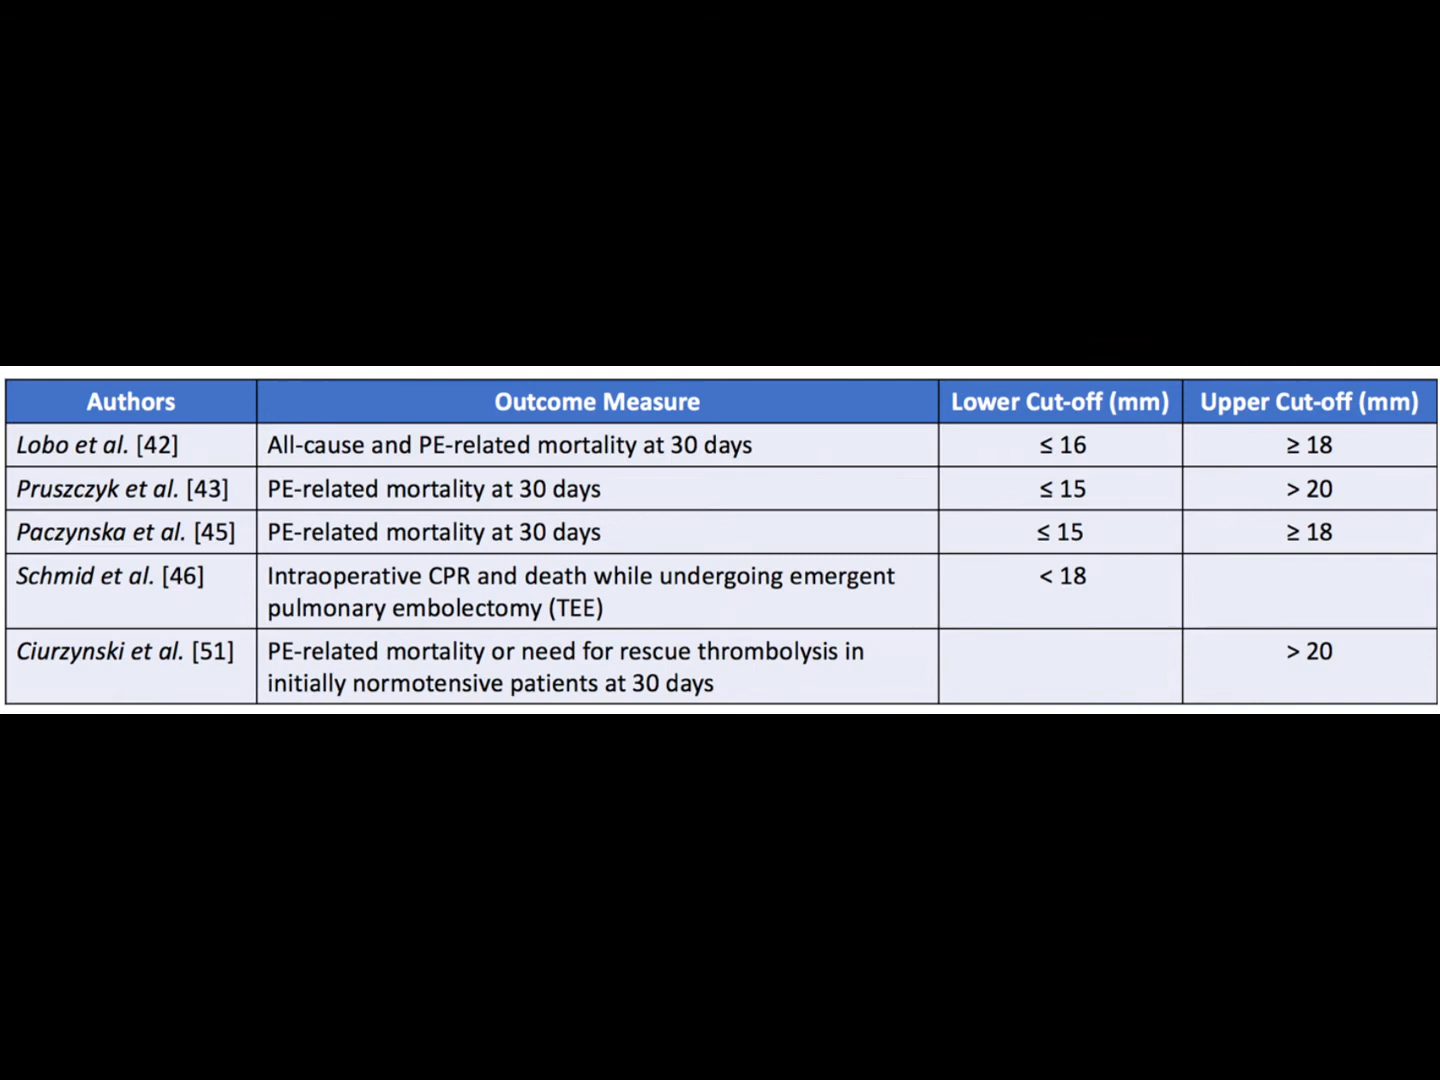 Authors Outcome Measure Lower Cut-off (mm) Upper Cut-off (mm)
Lobo et al. [42] All-cause and PE-related mortality at 30 days ≤ 16 ≥ 18
Pruszczyk et al. [43] PE-related mortality at 30 days ≤ 15 > 20
Paczynska et al. [45] PE-related mortality at 30 days ≤ 15 ≥ 18
Schmid et al. [46] Intraoperative CPR and death while undergoing emergent < 18
pulmonary embolectomy (TEE)
Ciurzynski et al. [51] PE-related mortality or need for rescue thrombolysis in > 20
initially normotensive patients at 30 days